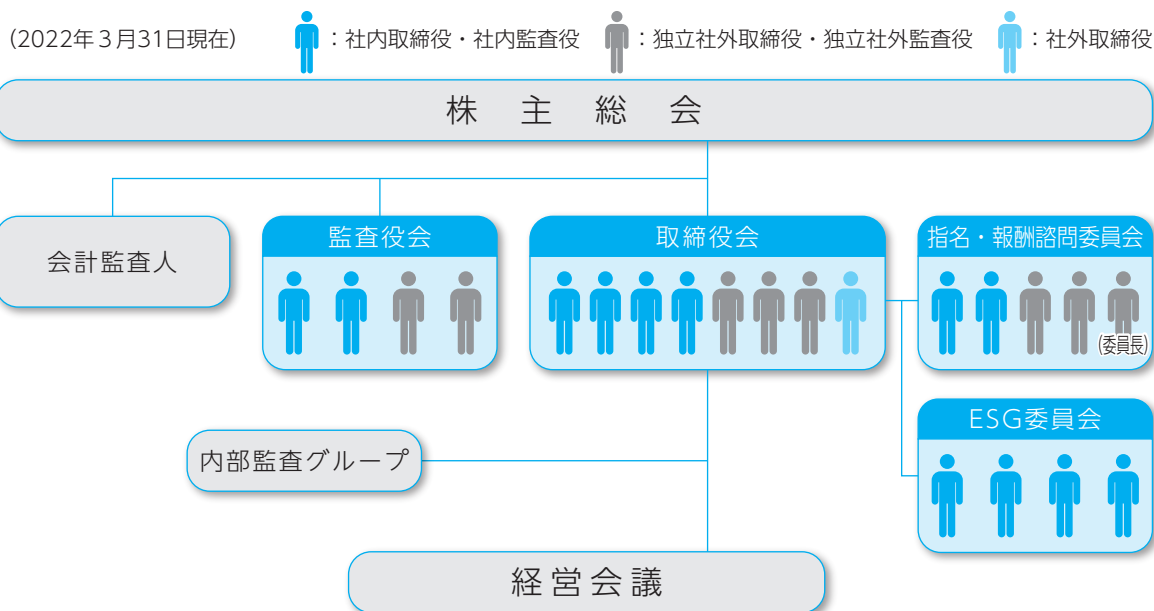 (2022年3月31日現在)
：社内取締役・社内監査役
：独立社外取締役・独立社外監査役
：社外取締役
株主総会
会計監査人
監査役会
取締役会
指名・報酬諮問委員会
(委員長)
ESG委員会
内部監査グループ
経営会議